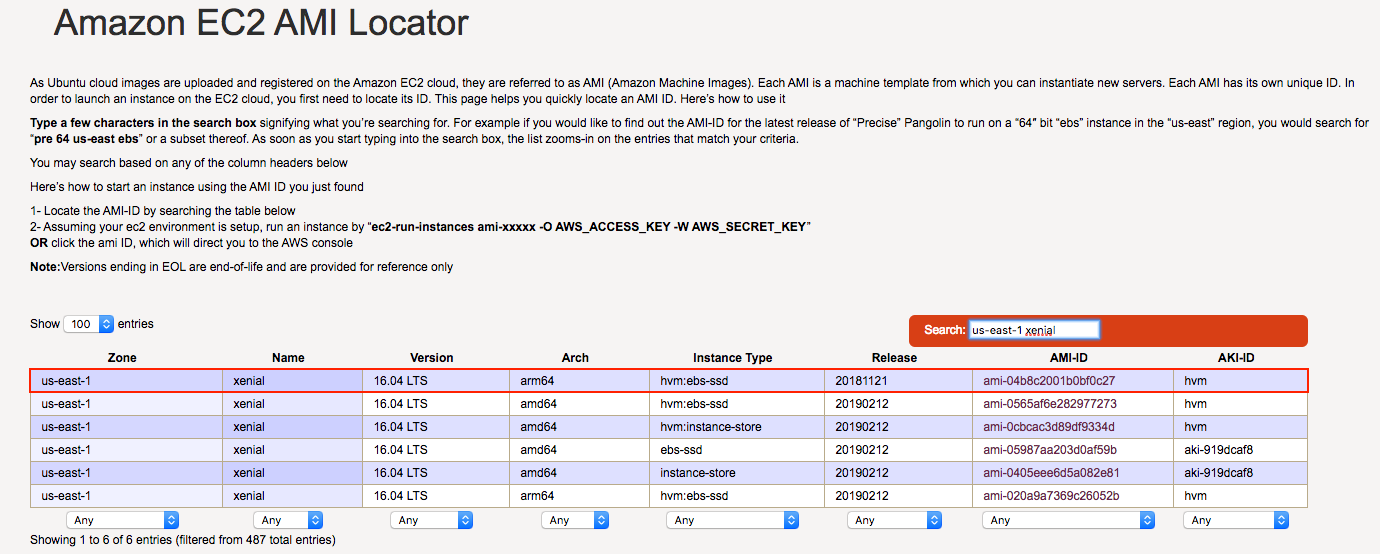 Amazon EC2 AMI Locator
As Ubuntu cloud images are uploaded and registered on the Amazon EC2 cloud, they are referred to as AMI (Amazon Machine Images). Each AMI is a machine template from which you can instantiate new servers. Each AMI has its own unique ID. In
order to launch an instance on the EC2 cloud, you first need to locate its ID. This page helps you quickly locate an AMI ID. Here's how to use it
Type a few characters in the search box signifying what you're searching for. For example if you would like to find out the AMI-ID for the latest release of “Precise” Pangolin to run on a “64″ bit “ebs” instance in the “us-east” region, you would search for
“pre 64 us-east ebs” or a subset thereof. As soon as you start typing into the search box, the list zooms-in on the entries that match your criteria.
You may search based on any of the column headers below
Here's how to start an instance using the AMI ID you just found
1- Locate the AMI-ID by searching the table below
2- Assuming your ec2 environment is setup, run an instance by “ec2-run-instances ami-xxxxx -O AWS_ACCESS_KEY -W AWS_SECRET_KEY”
OR click the ami ID, which will direct you to the AWS console
Note:Versions ending in EOL are end-of-life and are provided for reference only
Show 100 entries Search: us-east-1 xenial
Zone Name Version Arch Instance Type Release AMI-ID AKI-ID
us-east-1 xenial 16.04 LTS arm64 hvm:ebs-ssd 20181121 ami-04b8c2001b0bf0c27 hvm
us-east-1 xenial 16.04 LTS amd64 hvm:ebs-ssd 20190212 ami-0565af6e282977273 hvm
us-east-1 xenial 16.04 LTS amd64 hvm:instance-store 20190212 ami-0cbcac3d89df9334d hvm
us-east-1 xenial 16.04 LTS amd64 ebs-ssd 20190212 ami-05987aa203d0af59b aki-919dcaf8
us-east-1 xenial 16.04 LTS amd64 instance-store 20190212 ami-0405eee6d5a082e81 aki-919dcaf8
us-east-1 xenial 16.04 LTS arm64 hvm:ebs-ssd 20190212 ami-020a9a7369c26052b hvm
Any Any Any Any Any Any Any Any
Showing 1 to 6 of 6 entries (filtered from 487 total entries)